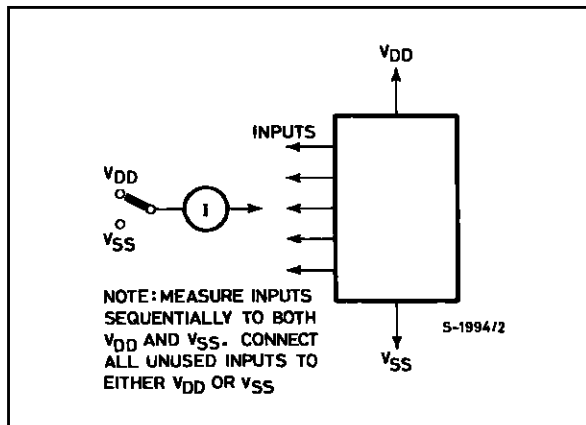 VDD
INPUTS
VDD
I
VSS
NOTE: MEASURE INPUTS
SEQUENTIALLY TO BOTH
VDD AND VSS. CONNECT
ALL UNUSED INPUTS TO
EITHER VDD OR VSS
S-1994/2
VSS